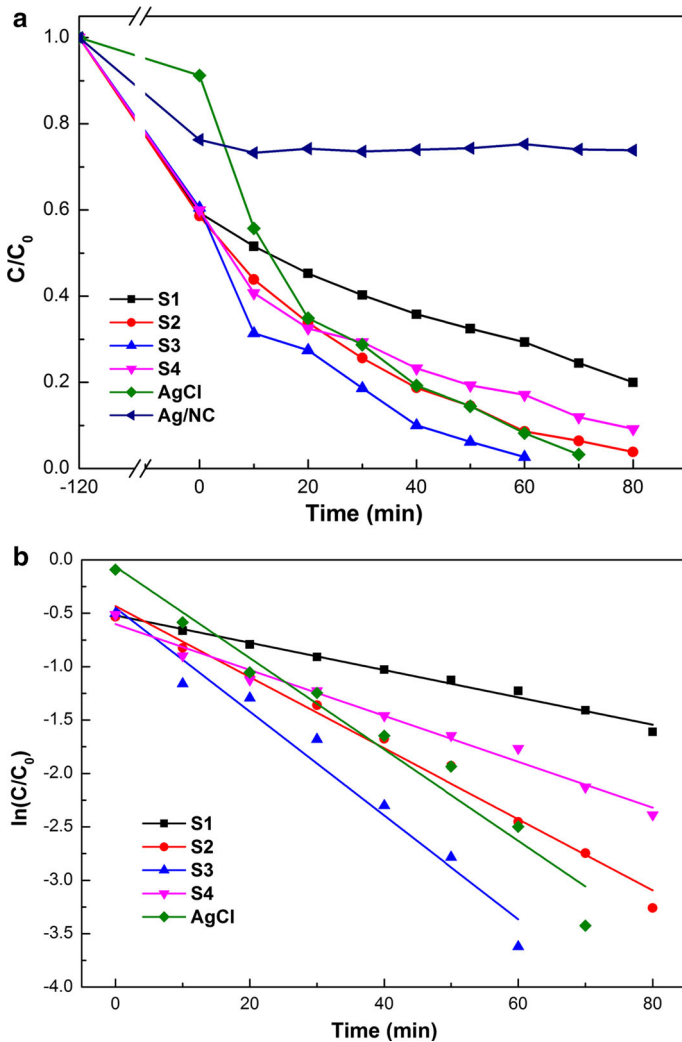 a
1.0
0.8
0.6
0.4
0.2
0.0
C/C0
S1
S2
S3
S4
AgCl
Ag/NC
-120 0 20 40 60 80
Time (min)
b
0.0
-0.5
-1.0
-1.5
-2.0
-2.5
-3.0
-3.5
-4.0
ln(C/C0)
S1
S2
S3
S4
AgCl
0 20 40 60 80
Time (min)